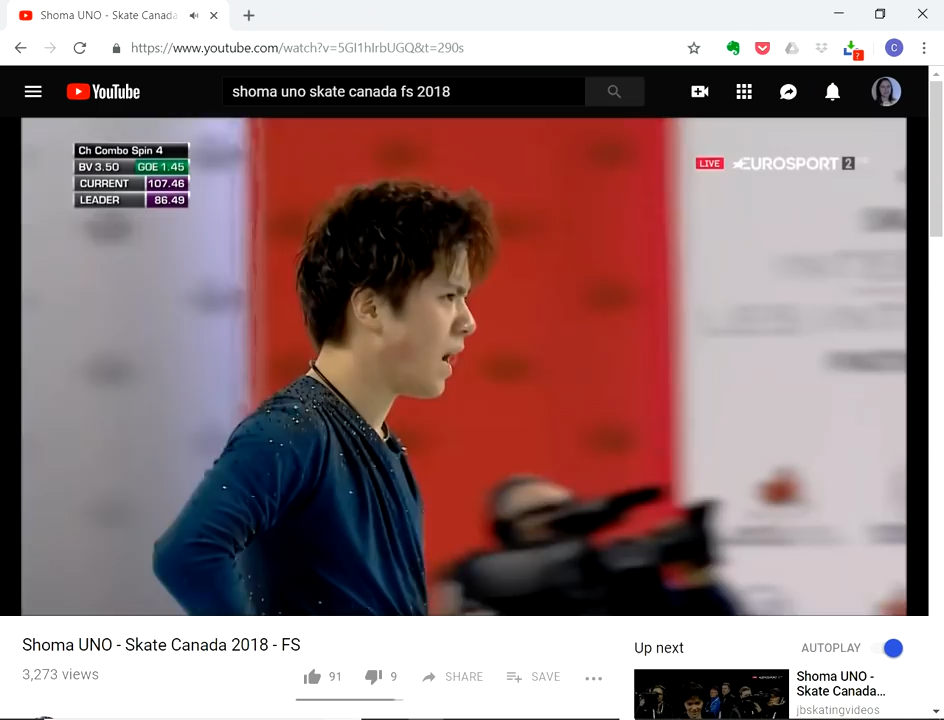 Shoma UNO - Skate Canada
https://www.youtube.com/watch?v=5GI1hIrbUGQ&t=290s
C
?
YouTube
shoma uno skate canada fs 2018
Ch Combo Spin 4
BV 3.50 GOE 1.45
CURRENT 107.46
LEADER 86.49
LIVE EUROSPORT 2
Shoma UNO - Skate Canada 2018 - FS
3,273 views
91
9
SHARE
SAVE
Up next
AUTOPLAY
Shoma UNO -
Skate Canada...
jbskatingvideos